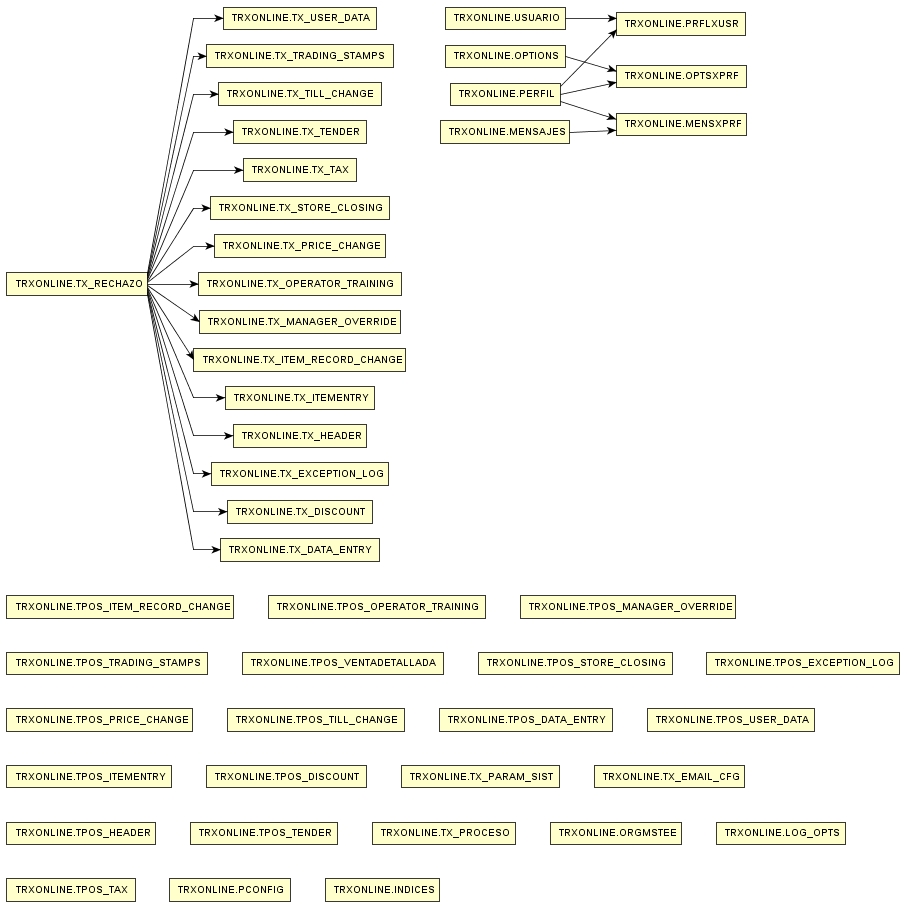 TRXONLINE.TX_USER_DATA
TRXONLINE.TX_TRADING_STAMPS
TRXONLINE.TX_TILL_CHANGE
TRXONLINE.TX_TENDER
TRXONLINE.TX_TAX
TRXONLINE.TX_STORE_CLOSING
TRXONLINE.TX_PRICE_CHANGE
TRXONLINE.TX_RECHAZO
TRXONLINE.TX_OPERATOR_TRAINING
TRXONLINE.TX_MANAGER_OVERRIDE
TRXONLINE.TX_ITEM_RECORD_CHANGE
TRXONLINE.TX_ITEMENTRY
TRXONLINE.TX_HEADER
TRXONLINE.TX_EXCEPTION_LOG
TRXONLINE.TX_DISCOUNT
TRXONLINE.TX_DATA_ENTRY
TRXONLINE.USUARIO
TRXONLINE.OPTIONS
TRXONLINE.PERFIL
TRXONLINE.MENSAJES
TRXONLINE.PRFLXUSR
TRXONLINE.OPTSXPRF
TRXONLINE.MENSXPRF
TRXONLINE.TPOS_ITEM_RECORD_CHANGE
TRXONLINE.TPOS_OPERATOR_TRAINING
TRXONLINE.TPOS_MANAGER_OVERRIDE
TRXONLINE.TPOS_TRADING_STAMPS
TRXONLINE.TPOS_VENTADETALLADA
TRXONLINE.TPOS_STORE_CLOSING
TRXONLINE.TPOS_EXCEPTION_LOG
TRXONLINE.TPOS_PRICE_CHANGE
TRXONLINE.TPOS_TILL_CHANGE
TRXONLINE.TPOS_DATA_ENTRY
TRXONLINE.TPOS_USER_DATA
TRXONLINE.TPOS_ITEMENTRY
TRXONLINE.TPOS_DISCOUNT
TRXONLINE.TX_PARAM_SIST
TRXONLINE.TX_EMAIL_CFG
TRXONLINE.TPOS_HEADER
TRXONLINE.TPOS_TENDER
TRXONLINE.TX_PROCESO
TRXONLINE.ORGMSTEE
TRXONLINE.LOG_OPTS
TRXONLINE.TPOS_TAX
TRXONLINE.PCONFIG
TRXONLINE.INDICES